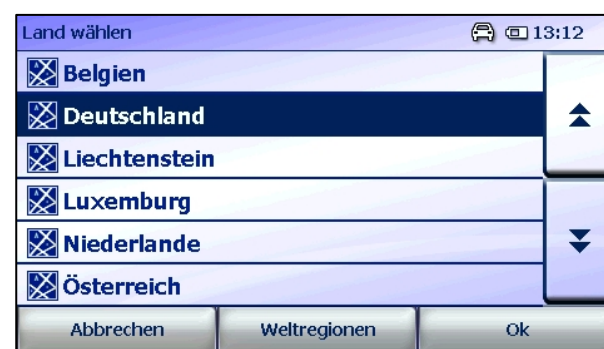 Land wählen 13:12
Belgien
Deutschland
Liechtenstein
Luxemburg
Niederlande
Österreich
Abbrechen Weltregionen Ok